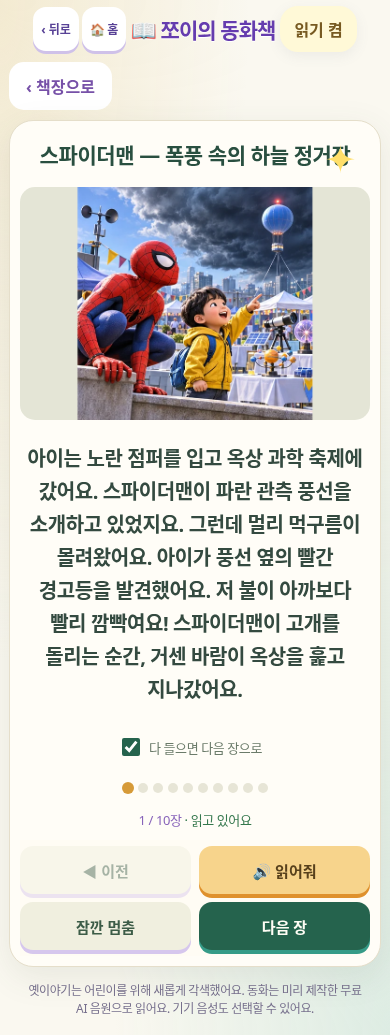 ‹ 뒤로
🏠 홈
📖 쪼이의 동화책
읽기 켬
‹ 책장으로
스파이더맨 — 폭풍 속의 하늘 정거장
아이는 노란 점퍼를 입고 옥상 과학 축제에
갔어요. 스파이더맨이 파란 관측 풍선을
소개하고 있었지요. 그런데 멀리 먹구름이
몰려왔어요. 아이가 풍선 옆의 빨간
경고등을 발견했어요. 저 불이 아까보다
빨리 깜빡여요! 스파이더맨이 고개를
돌리는 순간, 거센 바람이 옥상을 훑고
지나갔어요.
다 들으면 다음 장으로
1 / 10장 · 읽고 있어요
◀ 이전
🔊 읽어줘
잠깐 멈춤
다음 장
옛이야기는 어린이를 위해 새롭게 각색했어요. 동화는 미리 제작한 무료
AI 음원으로 읽어요. 기기 음성도 선택할 수 있어요.